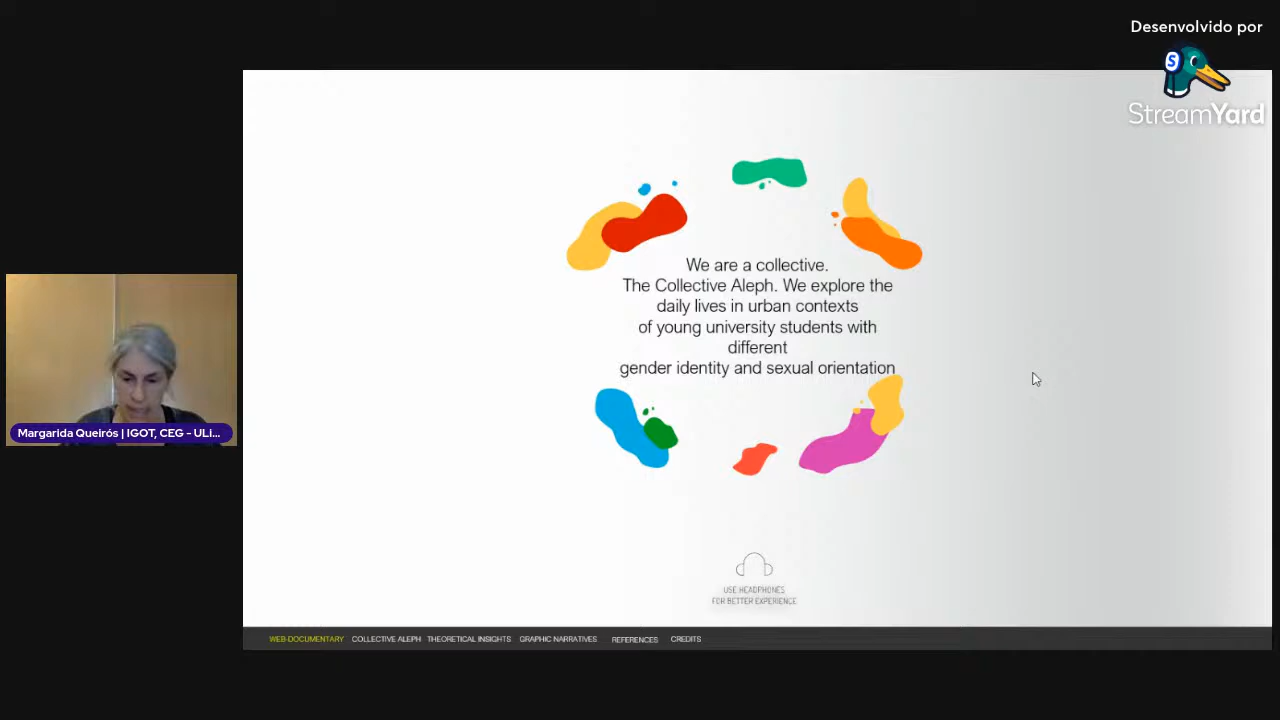 Desenvolvido por
StreamYard
We are a collective.
The Collective Aleph. We explore the
daily lives in urban contexts
of young university students with
different
gender identity and sexual orientation
Margarida Queirós | IGOT, CEG - ULi...
USE HEADPHONES
FOR BETTER EXPERIENCE
WEB-DOCUMENTARY COLLECTIVE ALEPH THEORETICAL INSIGHTS GRAPHIC NARRATIVES REFERENCES CREDITS